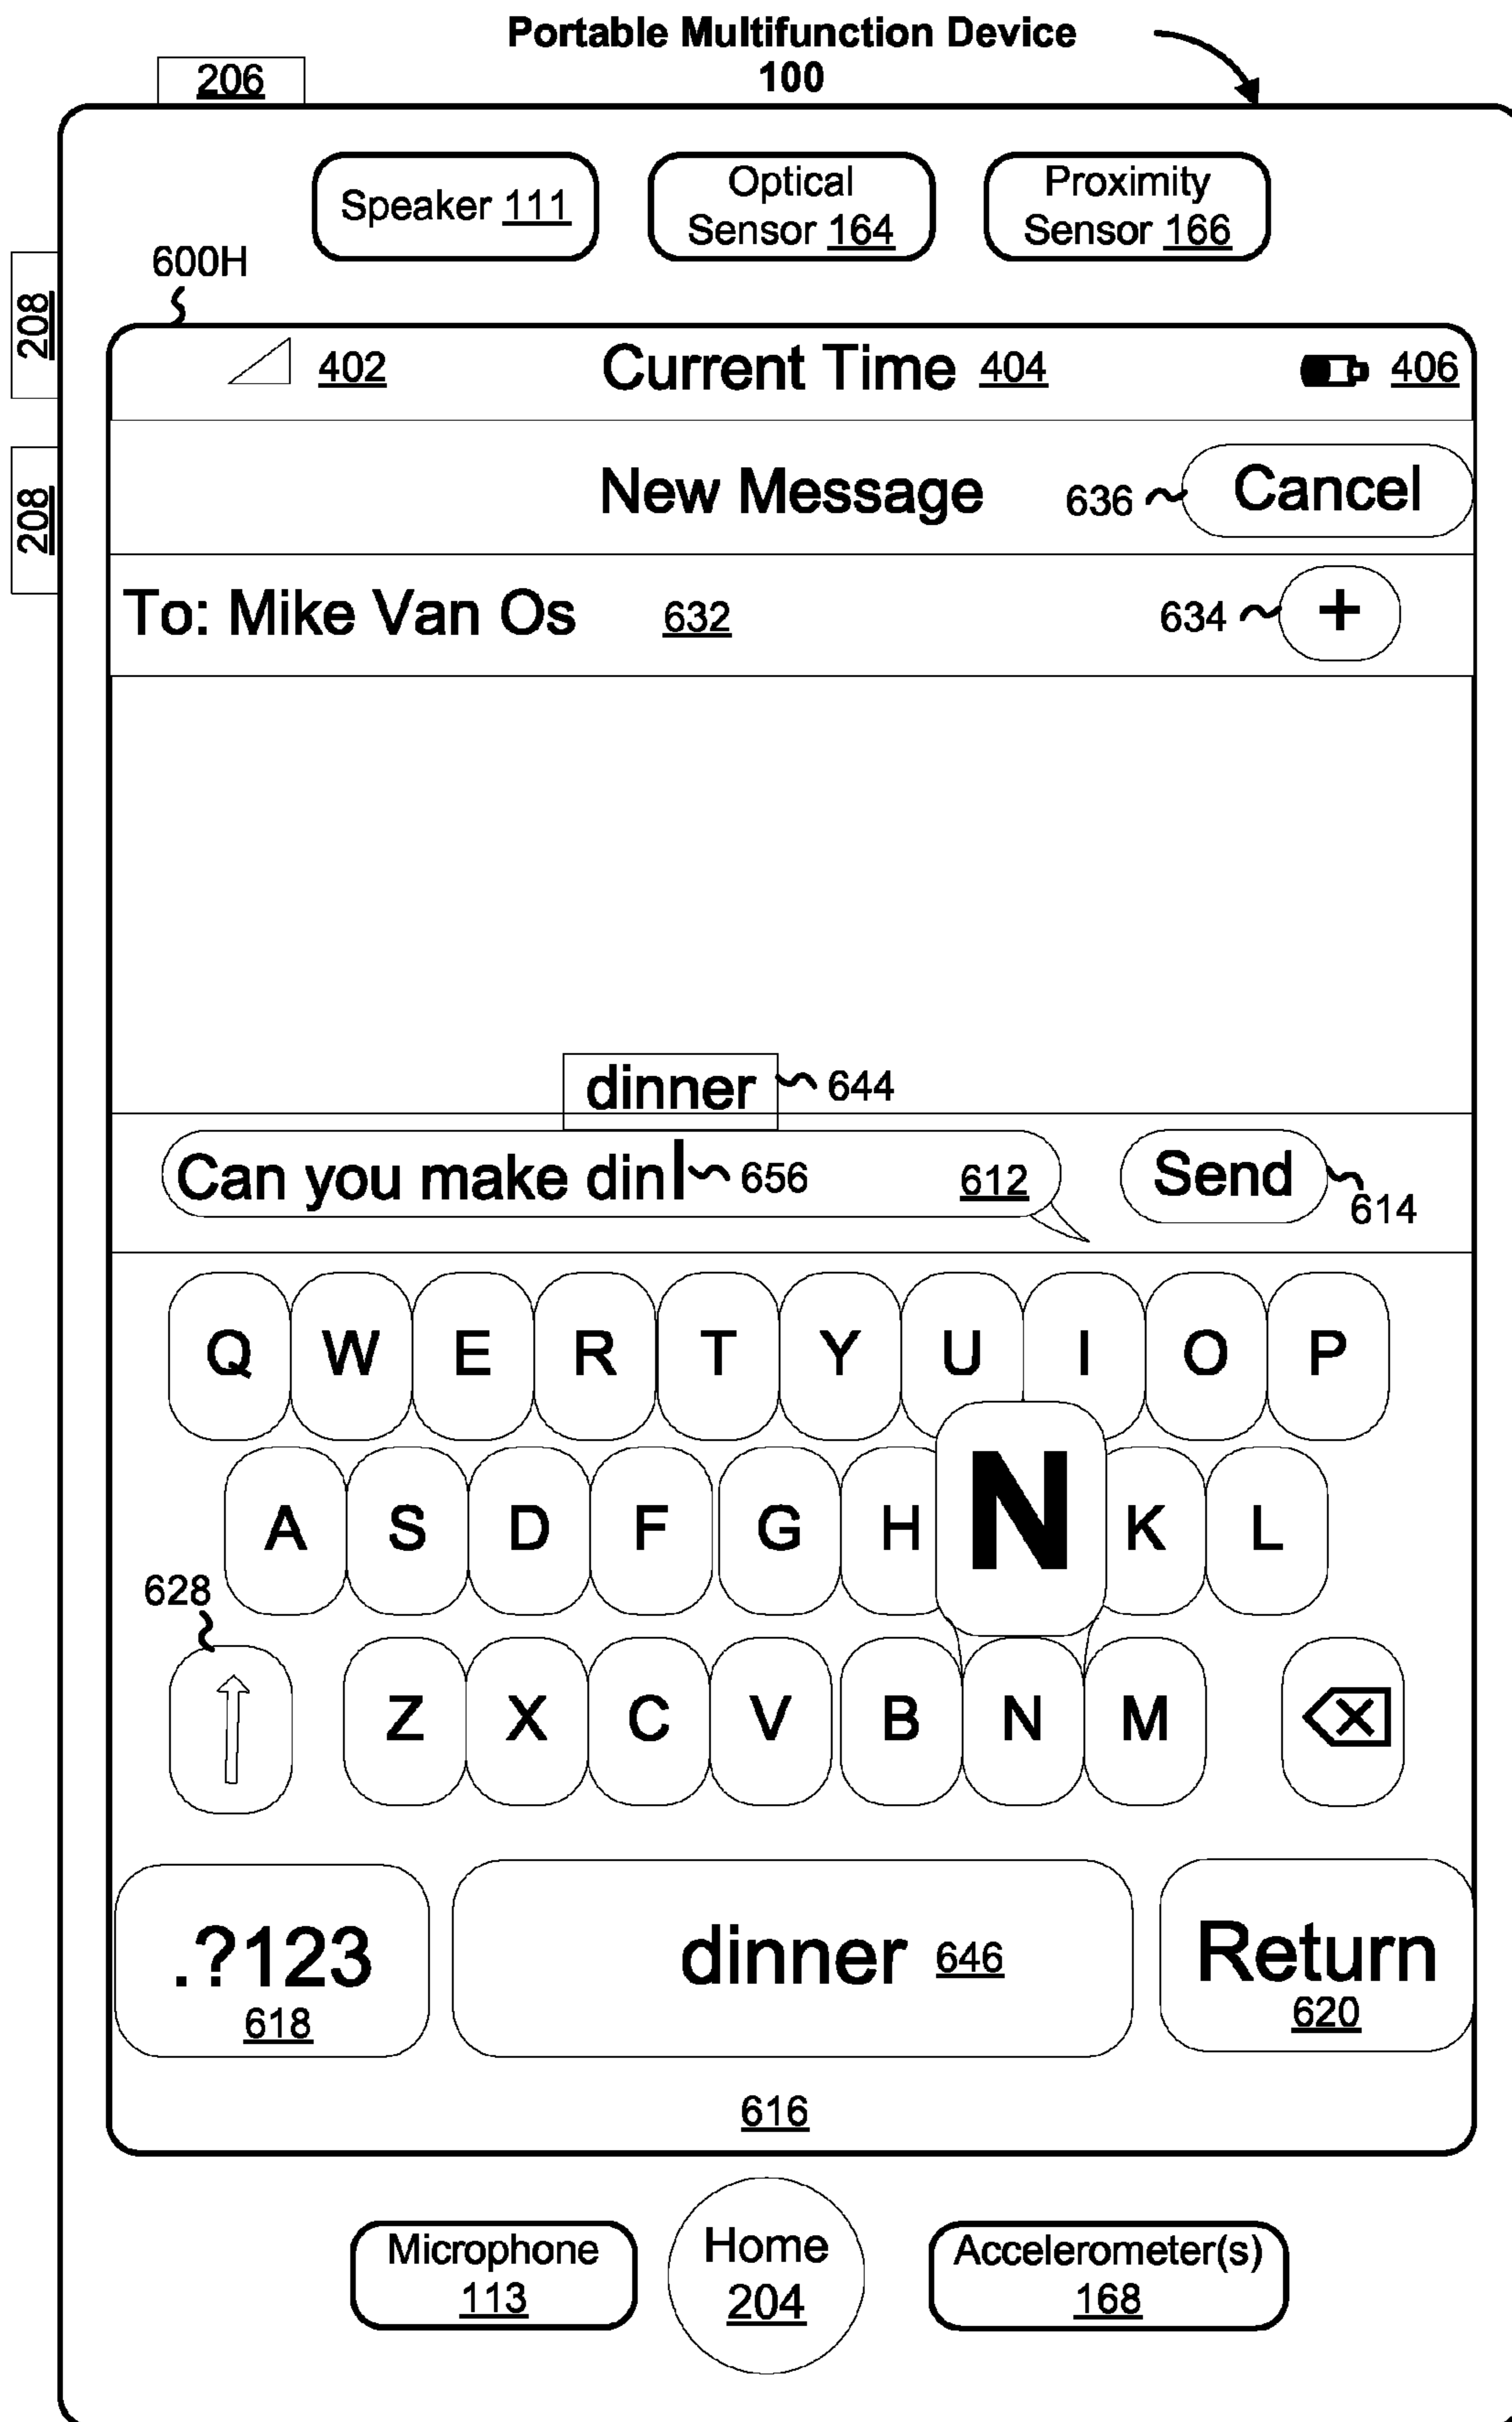 Portable Multifunction Device
100
206
Speaker 111
Optical
Sensor 164
Proximity
Sensor 166
600H
208
208
402
Current Time 404
406
New Message
636
Cancel
To: Mike Van Os
632
634
+
dinner
644
Can you make din
656
612
Send
614
Q W E R T Y U I O P
A S D F G H N K L
628
Z X C V B N M
.?123
618
dinner 646
Return
620
616
Microphone
113
Home
204
Accelerometer(s)
168